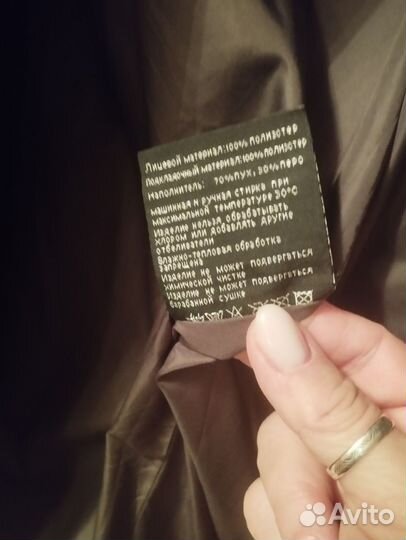 Лицевой материал:100% полиэстер
Подкладочный материал:100% полиэстер
Наполнитель: 70%пух, 30%перо
машинная и ручная стирка при
максимальной температуре 30°C
Изделие нельзя обрабатывать
хлором или добавлять другие
отбеливатели
Влажно-тепловая обработка
запрещена
Изделие не может подвергаться
химической чистке
Изделие не может подвергаться
барабанной сушке
Avito